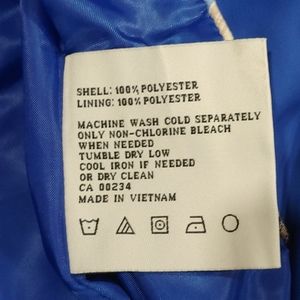 SHELL: 100% POLYESTER
LINING: 100% POLYESTER
MACHINE WASH COLD SEPARATELY
ONLY NON-CHLORINE BLEACH
WHEN NEEDED
TUMBLE DRY LOW
COOL IRON IF NEEDED
OR DRY CLEAN
CA 00234
MADE IN VIETNAM